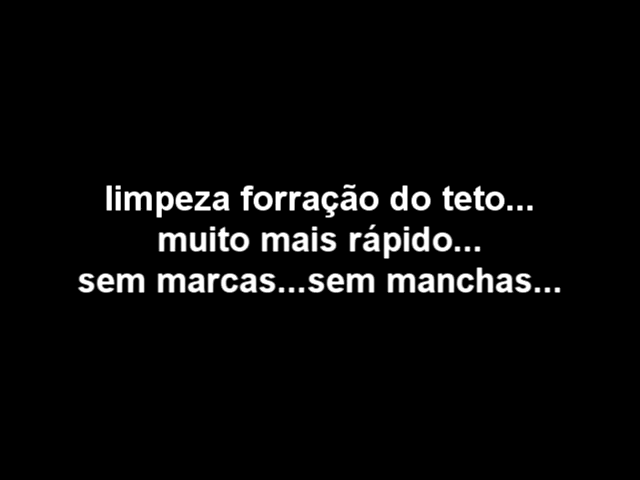 limpeza forração do teto...
muito mais rápido...
sem marcas...sem manchas...